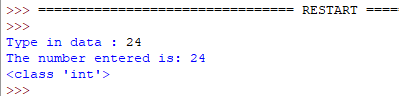 >>> ================================ RESTART ====
>>>
Type in data : 24
The number entered is: 24
<class 'int'>
>>>